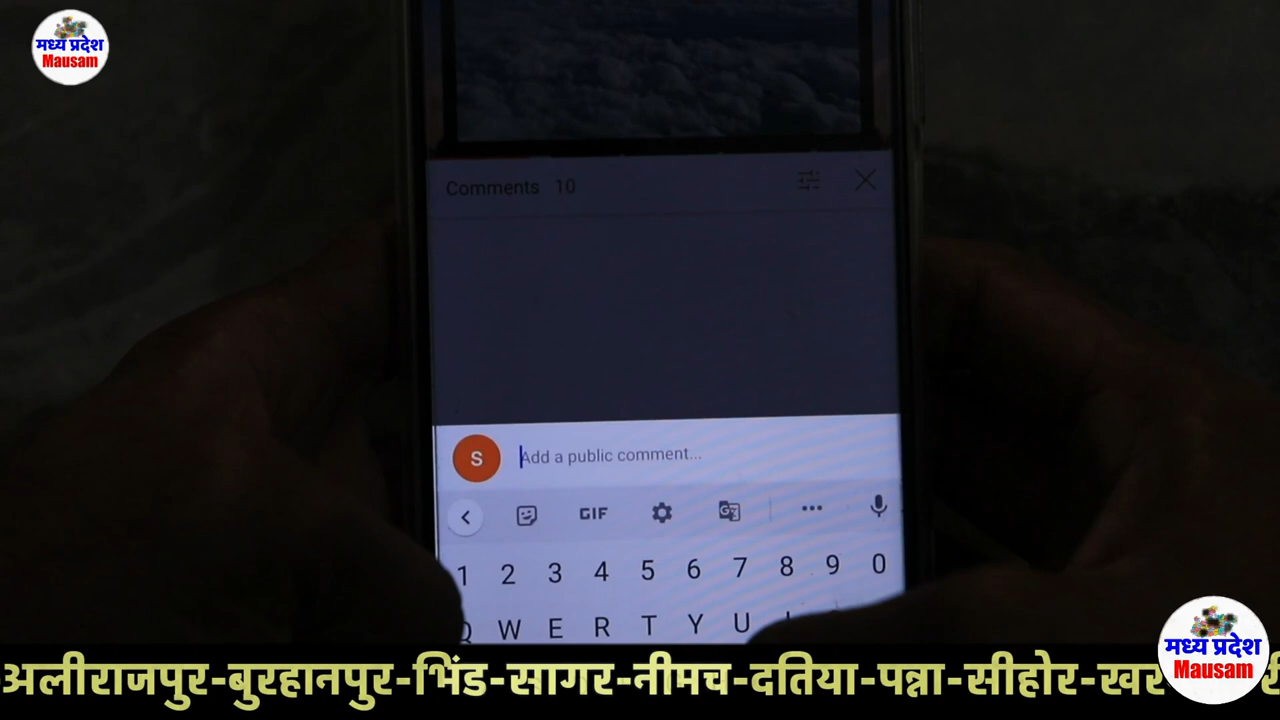 मध्य प्रदेश
Mausam
Comments 10
S
Add a public comment...
GIF
1 2 3 4 5 6 7 8 9 0
Q W E R T Y U
मध्य प्रदेश
Mausam
अलीराजपुर-बुरहानपुर-भिंड-सागर-नीमच-दतिया-पन्ना-सीहोर-